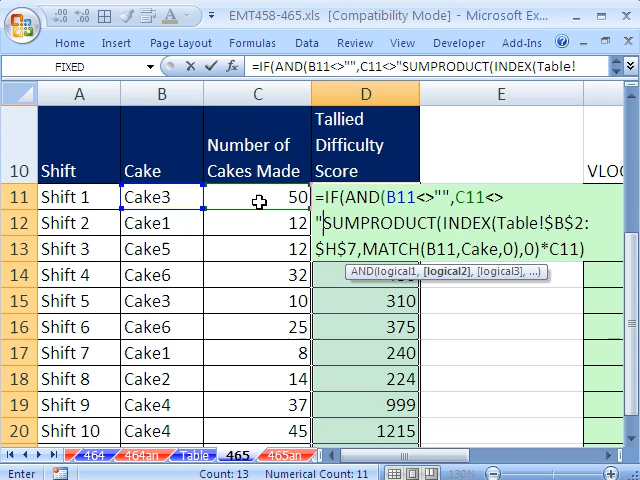 EMT458-465.xls [Compatibility Mode] - Microsoft Ex...
Home Insert Page Layout Formulas Data Review View Developer Add-Ins
FIXED =IF(AND(B11<>"",C11<>"SUMPRODUCT(INDEX(Table!
A B C D E
Tallied
Number of Difficulty
10 Shift Cake Cakes Made Score VLOO
11 Shift 1 Cake3 50 =IF(AND(B11<>"",C11<>
12 Shift 2 Cake1 12 "SUMPRODUCT(INDEX(Table!$B$2:
13 Shift 3 Cake5 12 $H$7,MATCH(B11,Cake,0),0)*C11)
AND(logical1, [logical2], [logical3], ...)
14 Shift 4 Cake6 32
15 Shift 5 Cake3 10 310
16 Shift 6 Cake6 25 375
17 Shift 7 Cake1 8 240
18 Shift 8 Cake2 14 224
19 Shift 9 Cake4 37 999
20 Shift 10 Cake4 45 1215
464 464an Table 465 465an
Enter Count: 13 Numerical Count: 11 130%